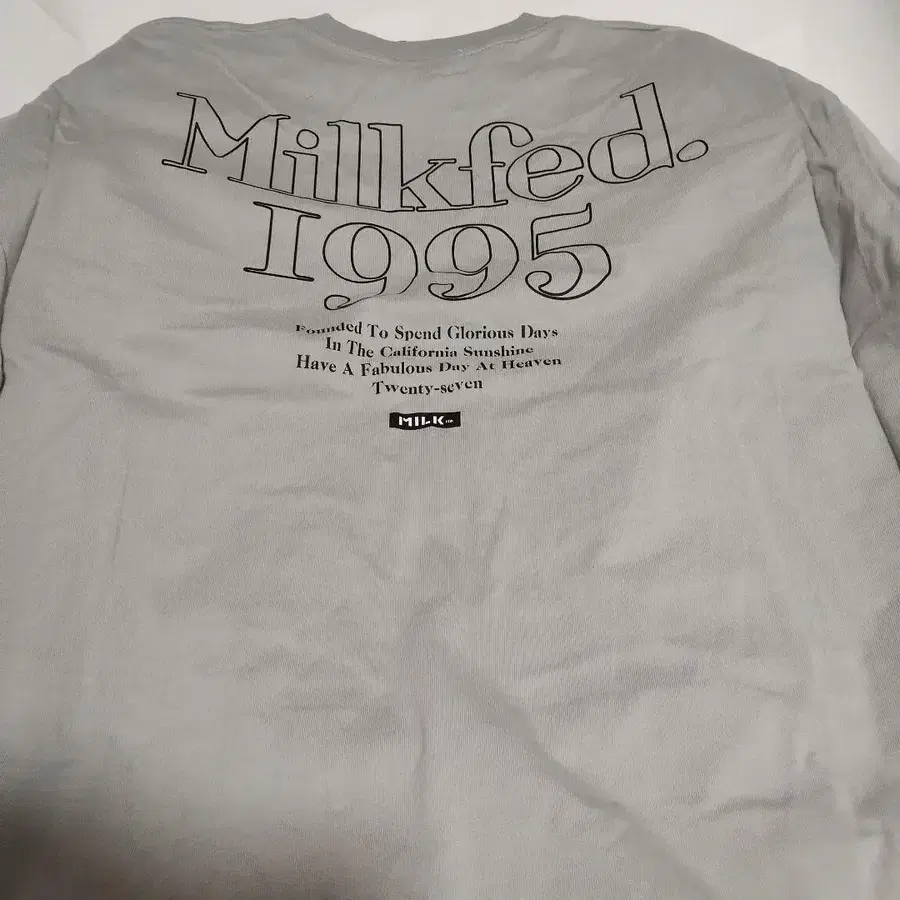 Milkfed.
1995
Founded To Spend Glorious Days
In The California Sunshine
Have A Fabulous Day At Heaven
Twenty-seven
MILK